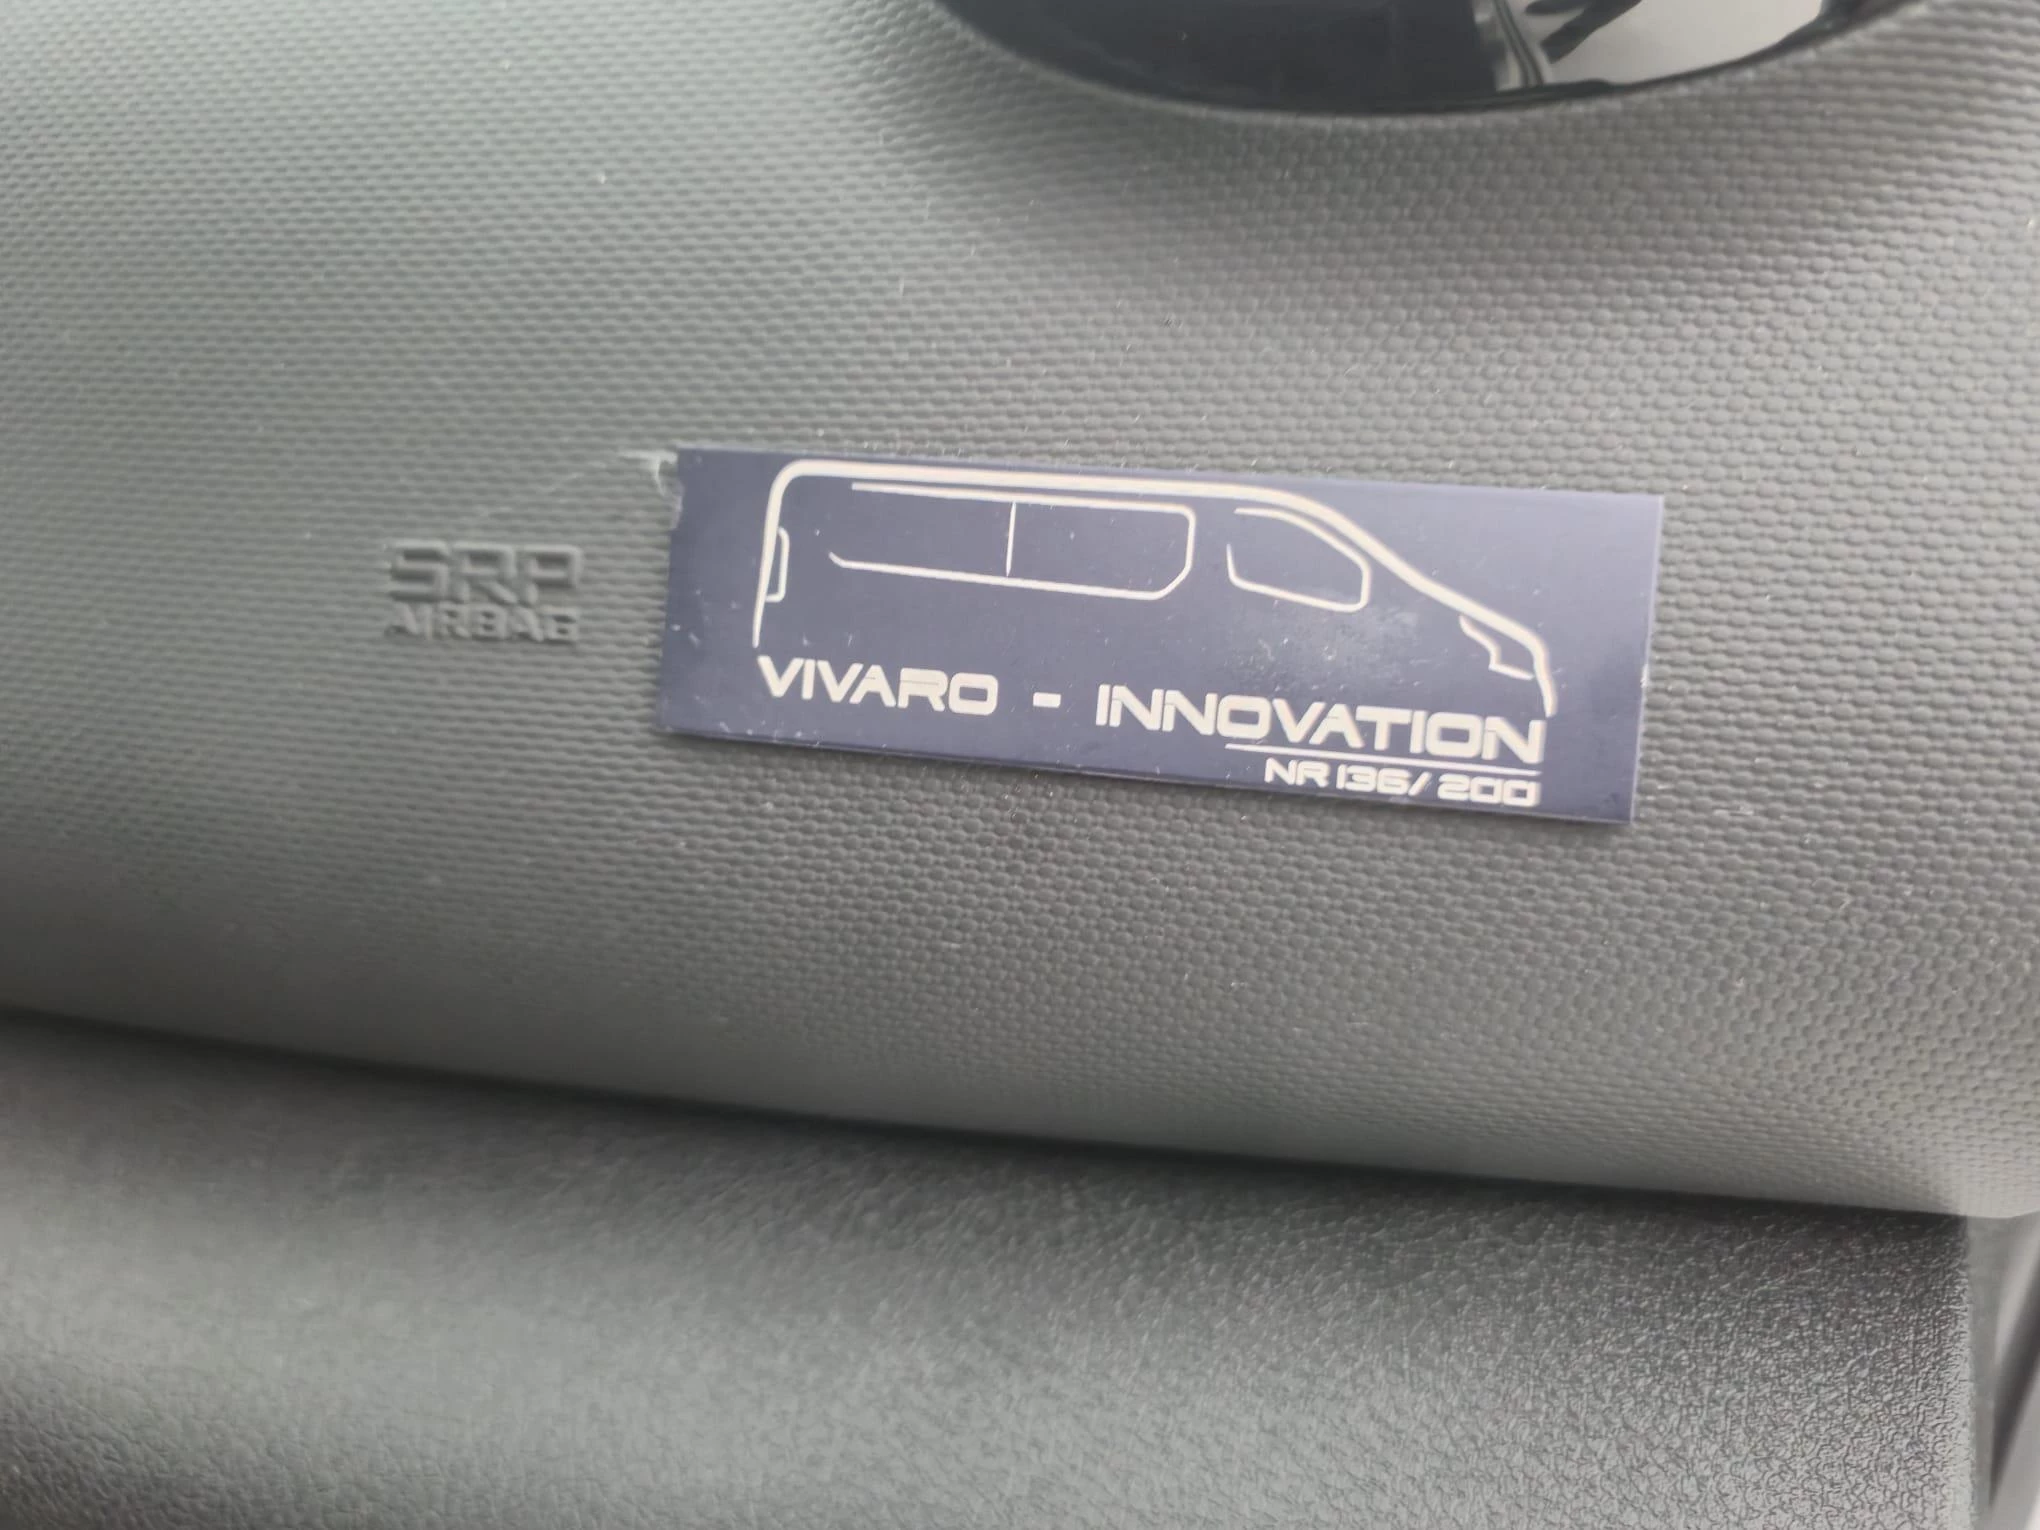 SRP
AIRBAG
VIVARO - INNOVATION
NR 136/200